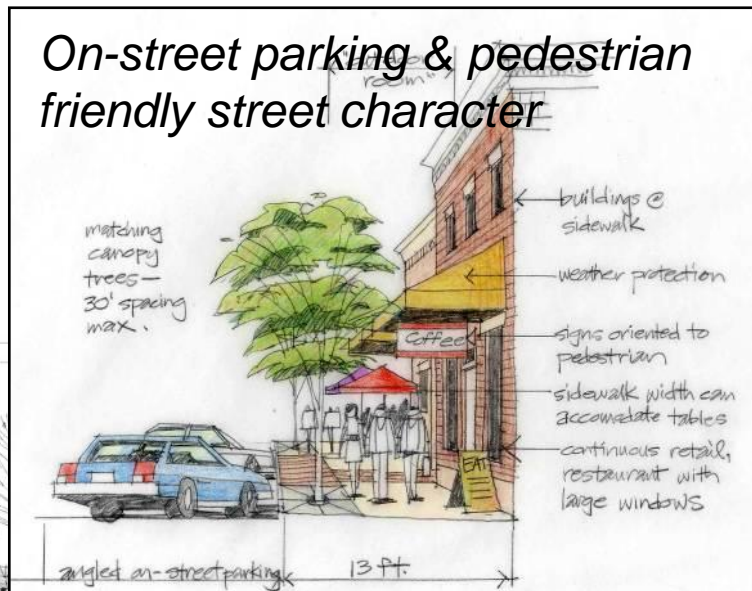 On-street parking & pedestrian
friendly street character
room"
matching
canopy
trees—
30' spacing
max.
buildings @
sidewalk
weather protection
signs oriented to
pedestrian
sidewalk width can
accomadate tables
continuous retail,
restaurant with
large windows
Coffee
EAT
angled on-street parking
13 ft.